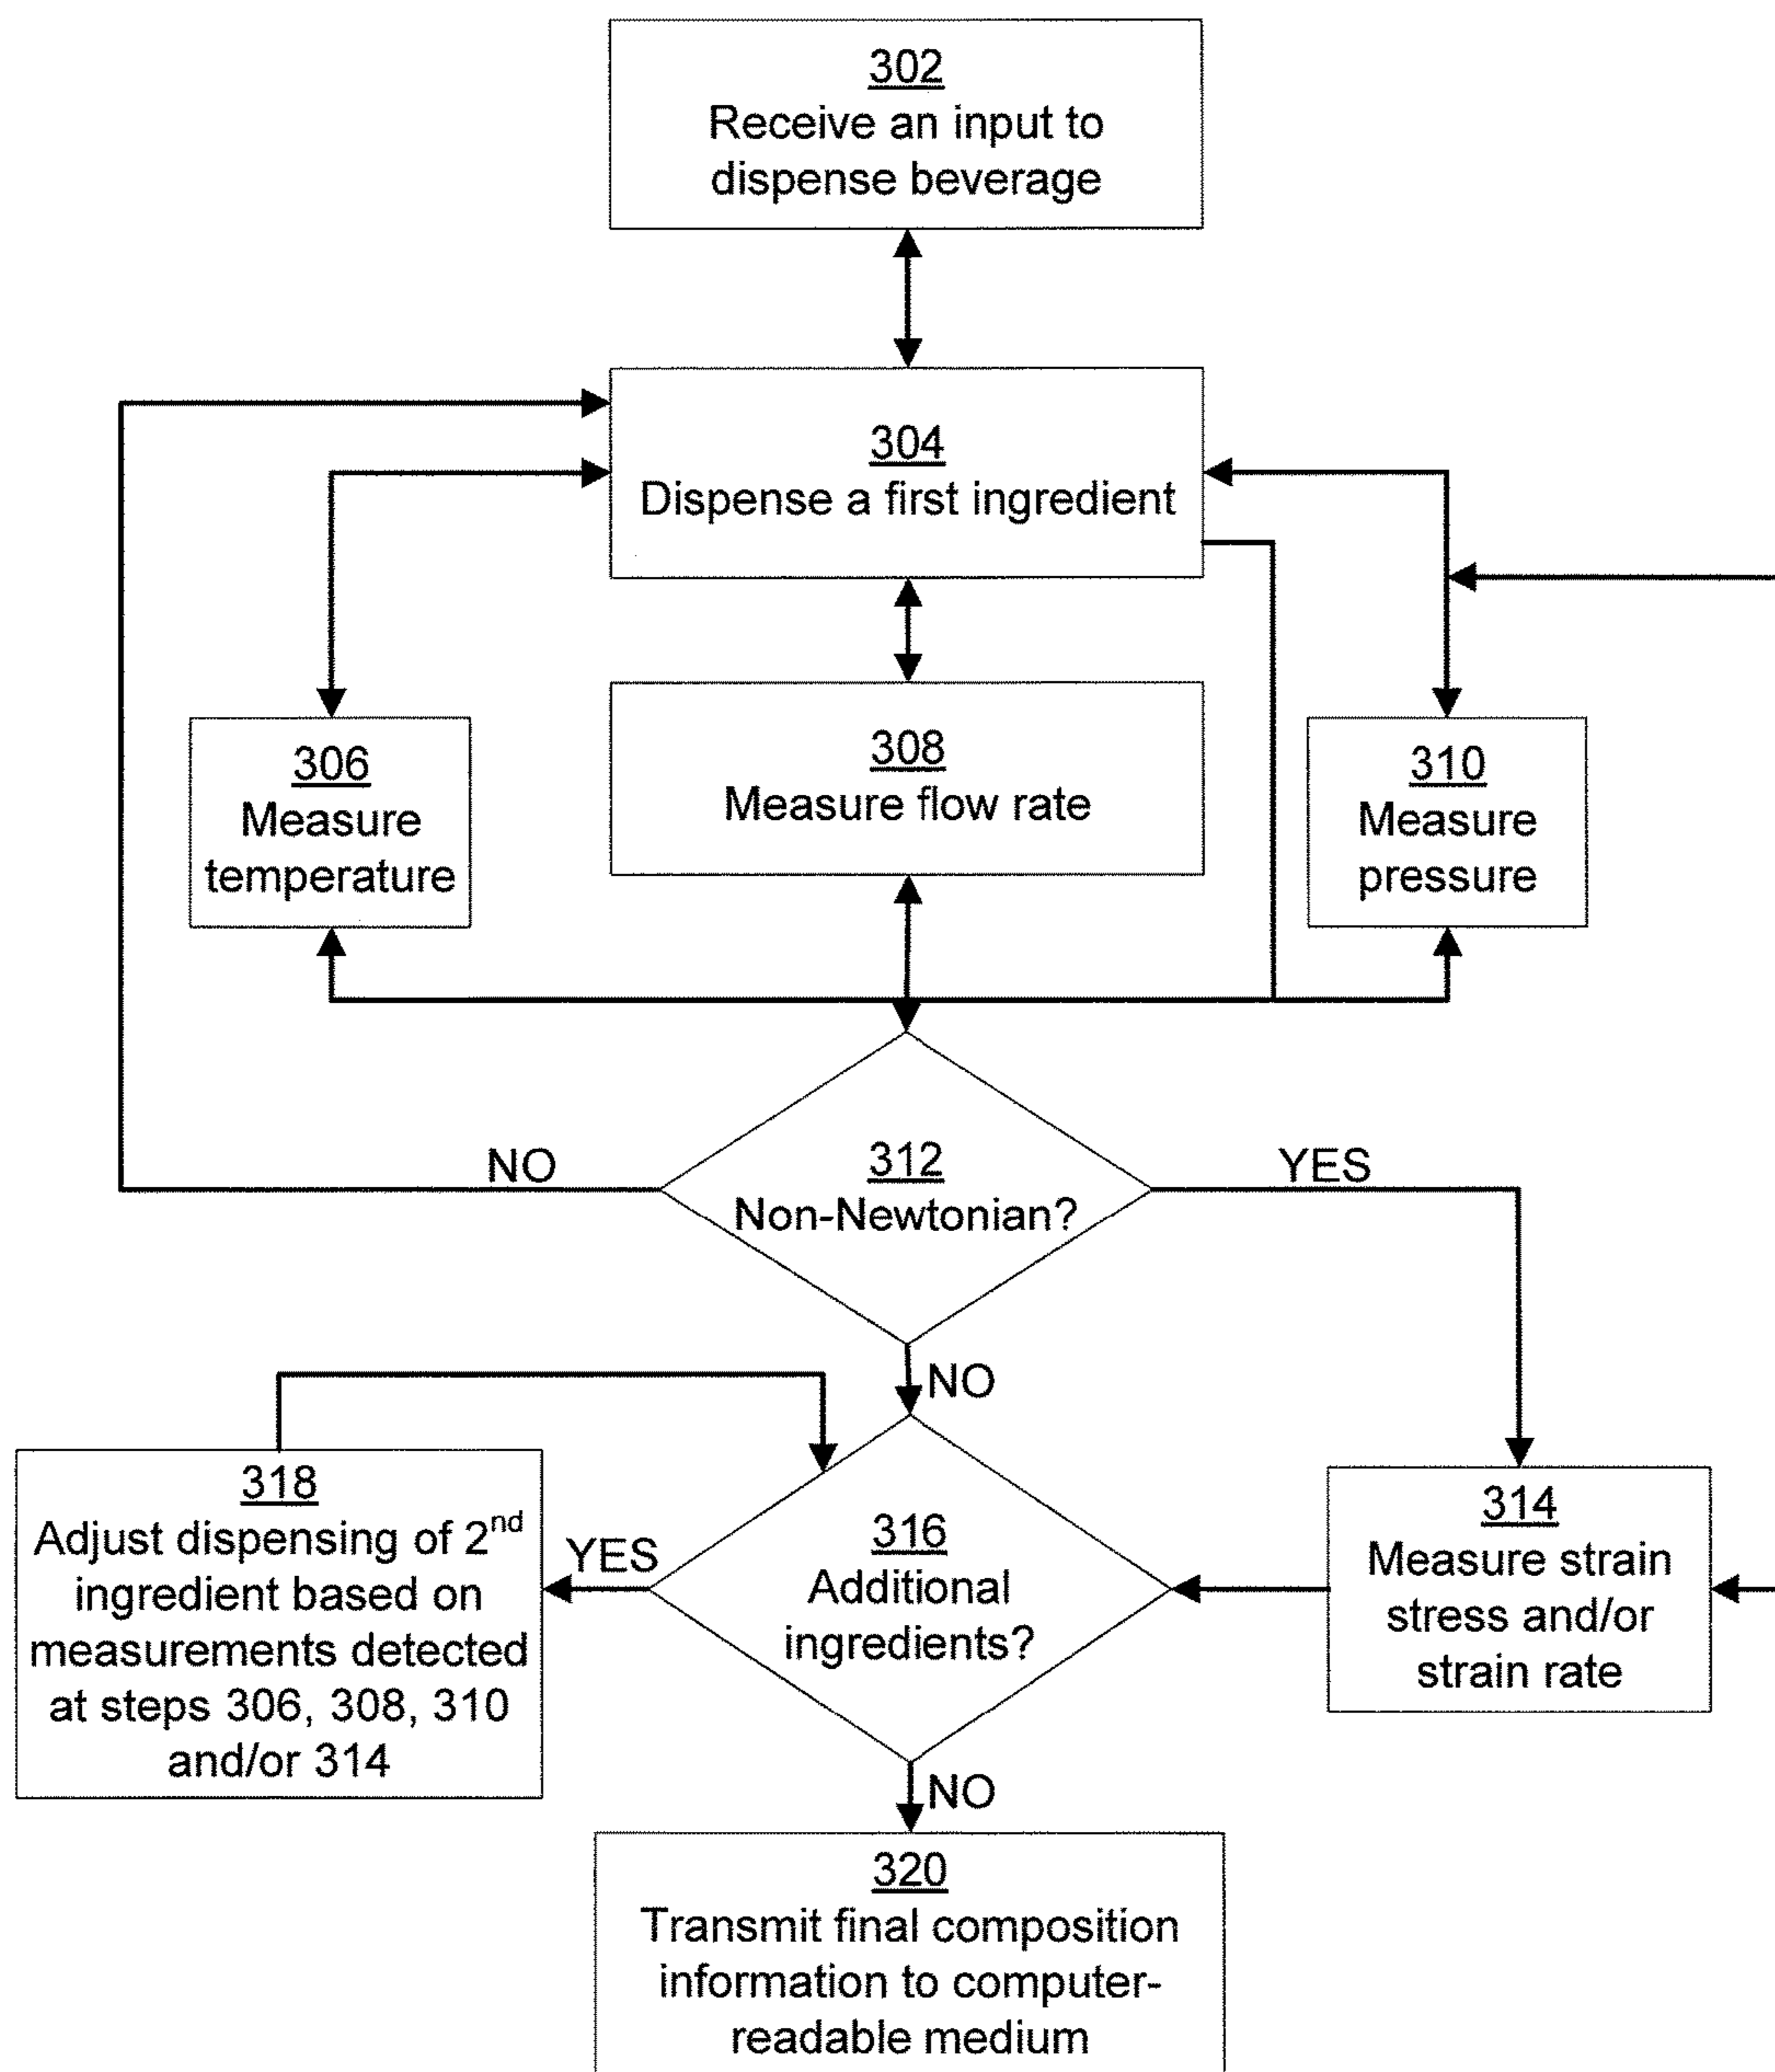 302
Receive an input to
dispense beverage
304
Dispense a first ingredient
306
Measure
temperature
308
Measure flow rate
310
Measure
pressure
NO
312
Non-Newtonian?
YES
NO
318
Adjust dispensing of 2nd
ingredient based on
measurements detected
at steps 306, 308, 310
and/or 314
YES
316
Additional
ingredients?
314
Measure strain
stress and/or
strain rate
NO
320
Transmit final composition
information to computer-
readable medium